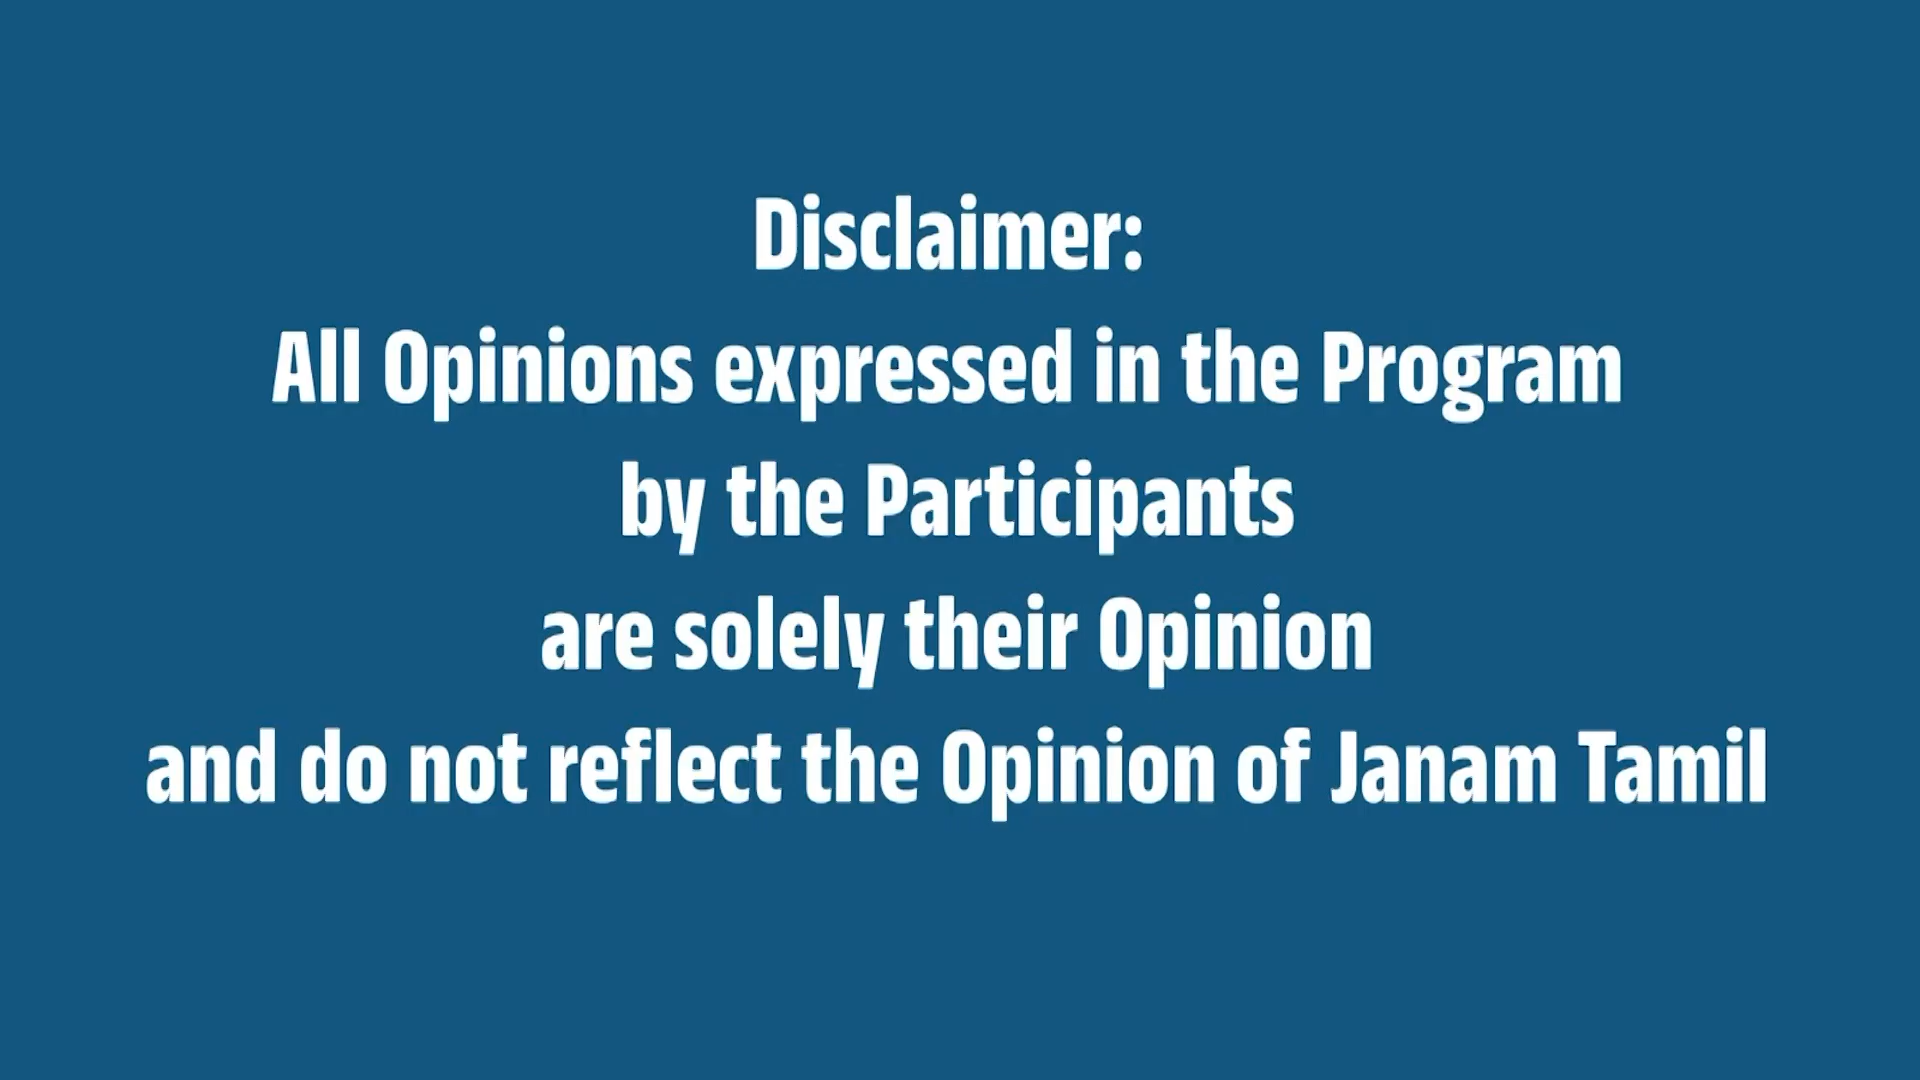 Disclaimer:
All Opinions expressed in the Program
by the Participants
are solely their Opinion
and do not reflect the Opinion of Janam Tamil